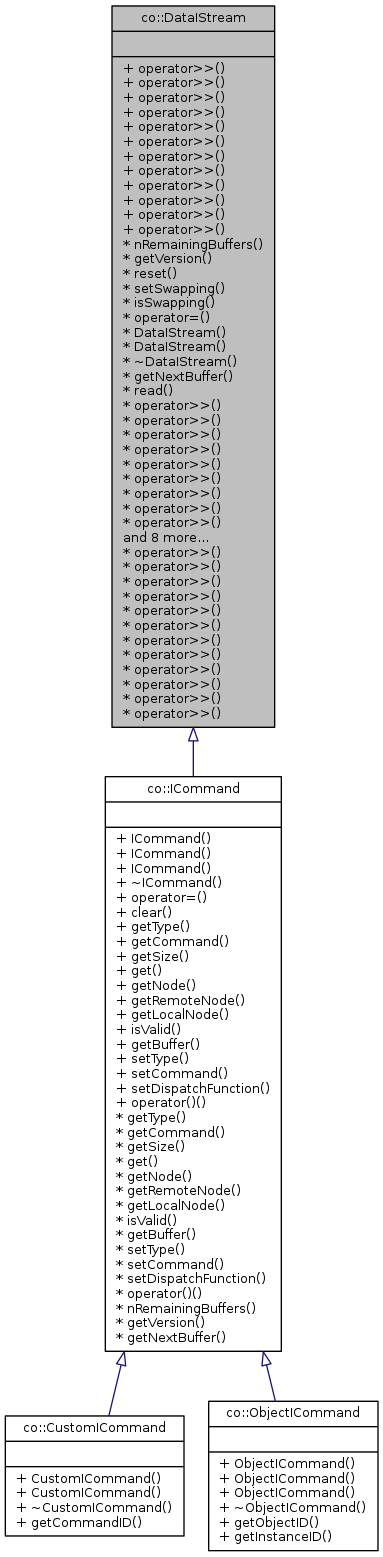 co::DataIStream
+ operator>>()
+ operator>>()
+ operator>>()
+ operator>>()
+ operator>>()
+ operator>>()
+ operator>>()
+ operator>>()
+ operator>>()
+ operator>>()
+ operator>>()
+ operator>>()
* nRemainingBuffers()
* getVersion()
* reset()
* setSwapping()
* isSwapping()
* operator=()
* DataIStream()
* DataIStream()
* ~DataIStream()
* getNextBuffer()
* read()
* operator>>()
* operator>>()
* operator>>()
* operator>>()
* operator>>()
* operator>>()
* operator>>()
* operator>>()
* operator>>()
and 8 more...
* operator>>()
* operator>>()
* operator>>()
* operator>>()
* operator>>()
* operator>>()
* operator>>()
* operator>>()
* operator>>()
* operator>>()
* operator>>()
* operator>>()
co::ICommand
+ ICommand()
+ ICommand()
+ ICommand()
+ ~ICommand()
+ operator=()
+ clear()
+ getType()
+ getCommand()
+ getSize()
+ get()
+ getNode()
+ getRemoteNode()
+ getLocalNode()
+ isValid()
+ getBuffer()
+ setType()
+ setCommand()
+ setDispatchFunction()
+ operator()()
* getType()
* getCommand()
* getSize()
* get()
* getNode()
* getRemoteNode()
* getLocalNode()
* isValid()
* getBuffer()
* setType()
* setCommand()
* setDispatchFunction()
* operator()()
* nRemainingBuffers()
* getVersion()
* getNextBuffer()
co::CustomICommand
+ CustomICommand()
+ CustomICommand()
+ ~CustomICommand()
+ getCommandID()
co::ObjectICommand
+ ObjectICommand()
+ ObjectICommand()
+ ObjectICommand()
+ ~ObjectICommand()
+ getObjectID()
+ getInstanceID()